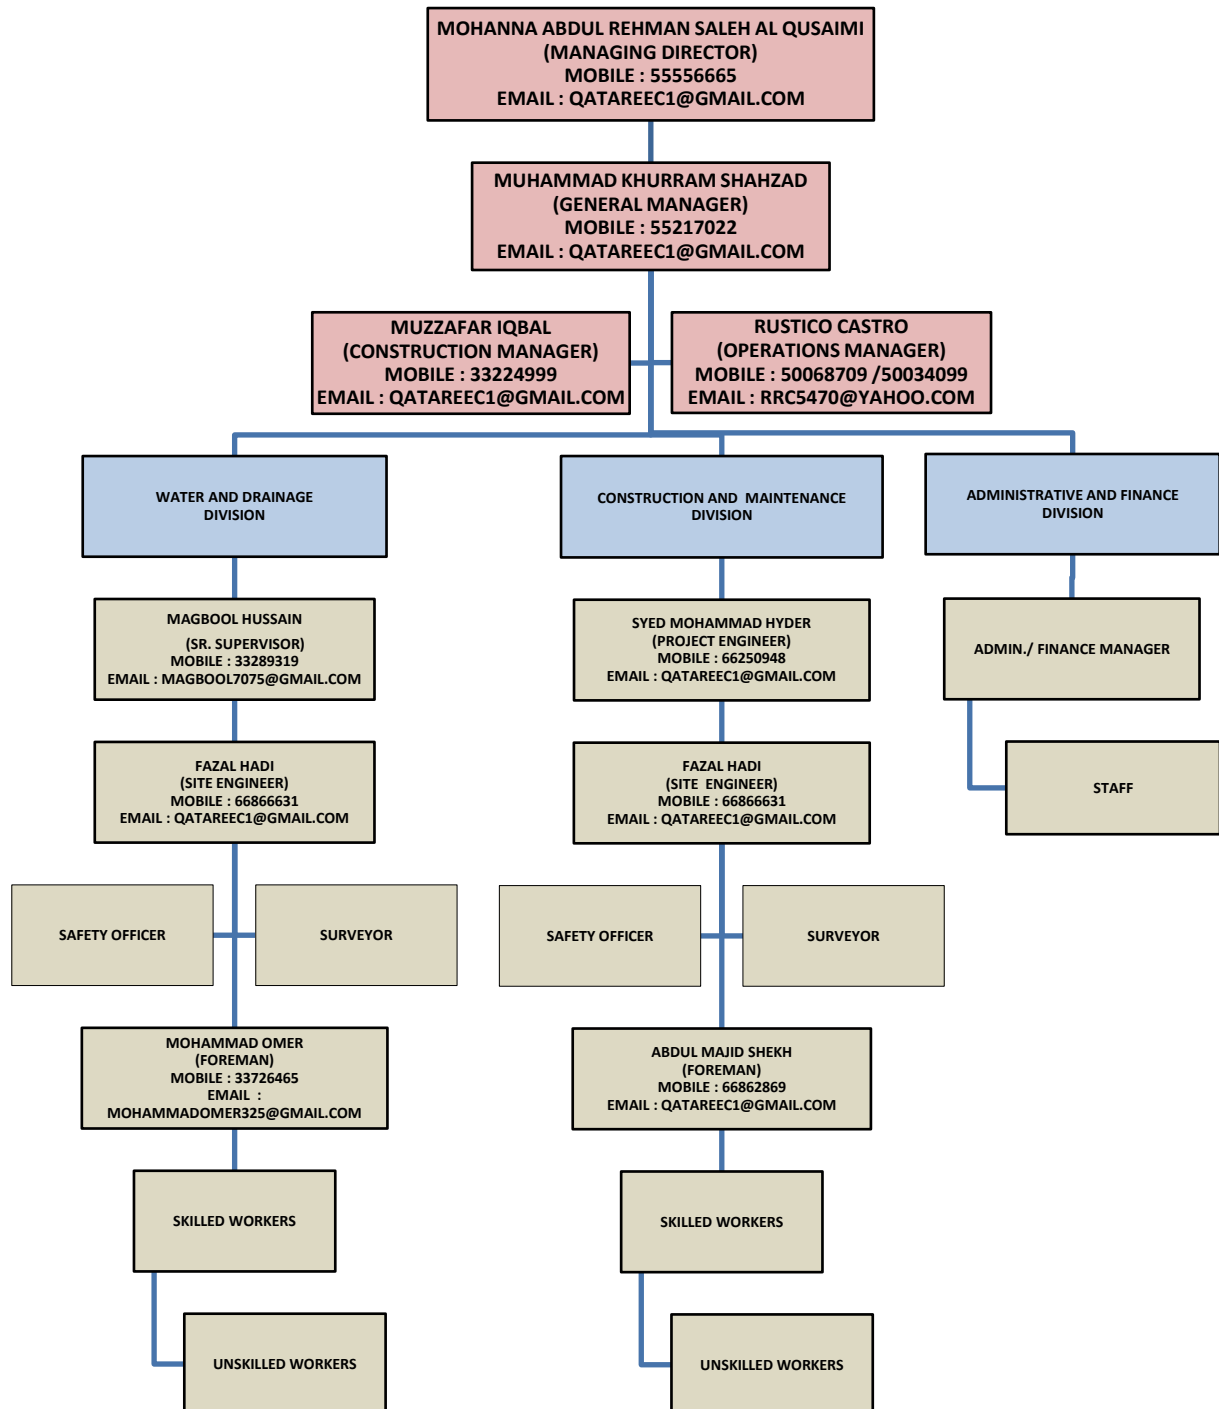 MOHANNA ABDUL REHMAN SALEH AL QUSAIMI
(MANAGING DIRECTOR)
MOBILE : 55556665
EMAIL : QATAREEC1@GMAIL.COM
MUHAMMAD KHURRAM SHAHZAD
(GENERAL MANAGER)
MOBILE : 55217022
EMAIL : QATAREEC1@GMAIL.COM
MUZZAFAR IQBAL
(CONSTRUCTION MANAGER)
MOBILE : 33224999
EMAIL : QATAREEC1@GMAIL.COM
RUSTICO CASTRO
(OPERATIONS MANAGER)
MOBILE : 50068709 /50034099
EMAIL : RRC5470@YAHOO.COM
WATER AND DRAINAGE
DIVISION
CONSTRUCTION AND MAINTENANCE
DIVISION
ADMINISTRATIVE AND FINANCE
DIVISION
MAGBOOL HUSSAIN
(SR. SUPERVISOR)
MOBILE : 33289319
EMAIL : MAGBOOL7075@GMAIL.COM
SYED MOHAMMAD HYDER
(PROJECT ENGINEER)
MOBILE : 66250948
EMAIL : QATAREEC1@GMAIL.COM
ADMIN./ FINANCE MANAGER
FAZAL HADI
(SITE ENGINEER)
MOBILE : 66866631
EMAIL : QATAREEC1@GMAIL.COM
FAZAL HADI
(SITE ENGINEER)
MOBILE : 66866631
EMAIL : QATAREEC1@GMAIL.COM
STAFF
SAFETY OFFICER
SURVEYOR
SAFETY OFFICER
SURVEYOR
MOHAMMAD OMER
(FOREMAN)
MOBILE : 33726465
EMAIL :
MOHAMMADOMER325@GMAIL.COM
ABDUL MAJID SHEKH
(FOREMAN)
MOBILE : 66862869
EMAIL : QATAREEC1@GMAIL.COM
SKILLED WORKERS
SKILLED WORKERS
UNSKILLED WORKERS
UNSKILLED WORKERS